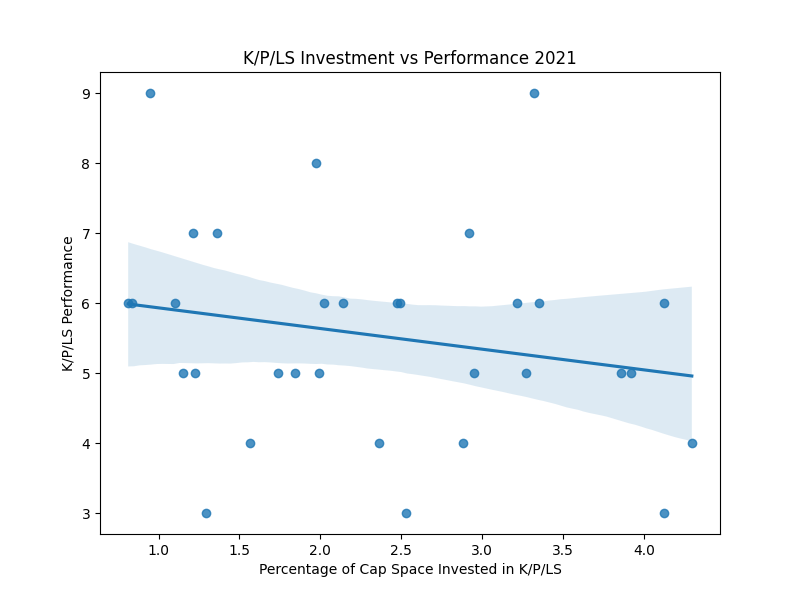 K/P/LS Investment vs Performance 2021
9
8
7
6
5
4
3
K/P/LS Performance
1.0 1.5 2.0 2.5 3.0 3.5 4.0
Percentage of Cap Space Invested in K/P/LS